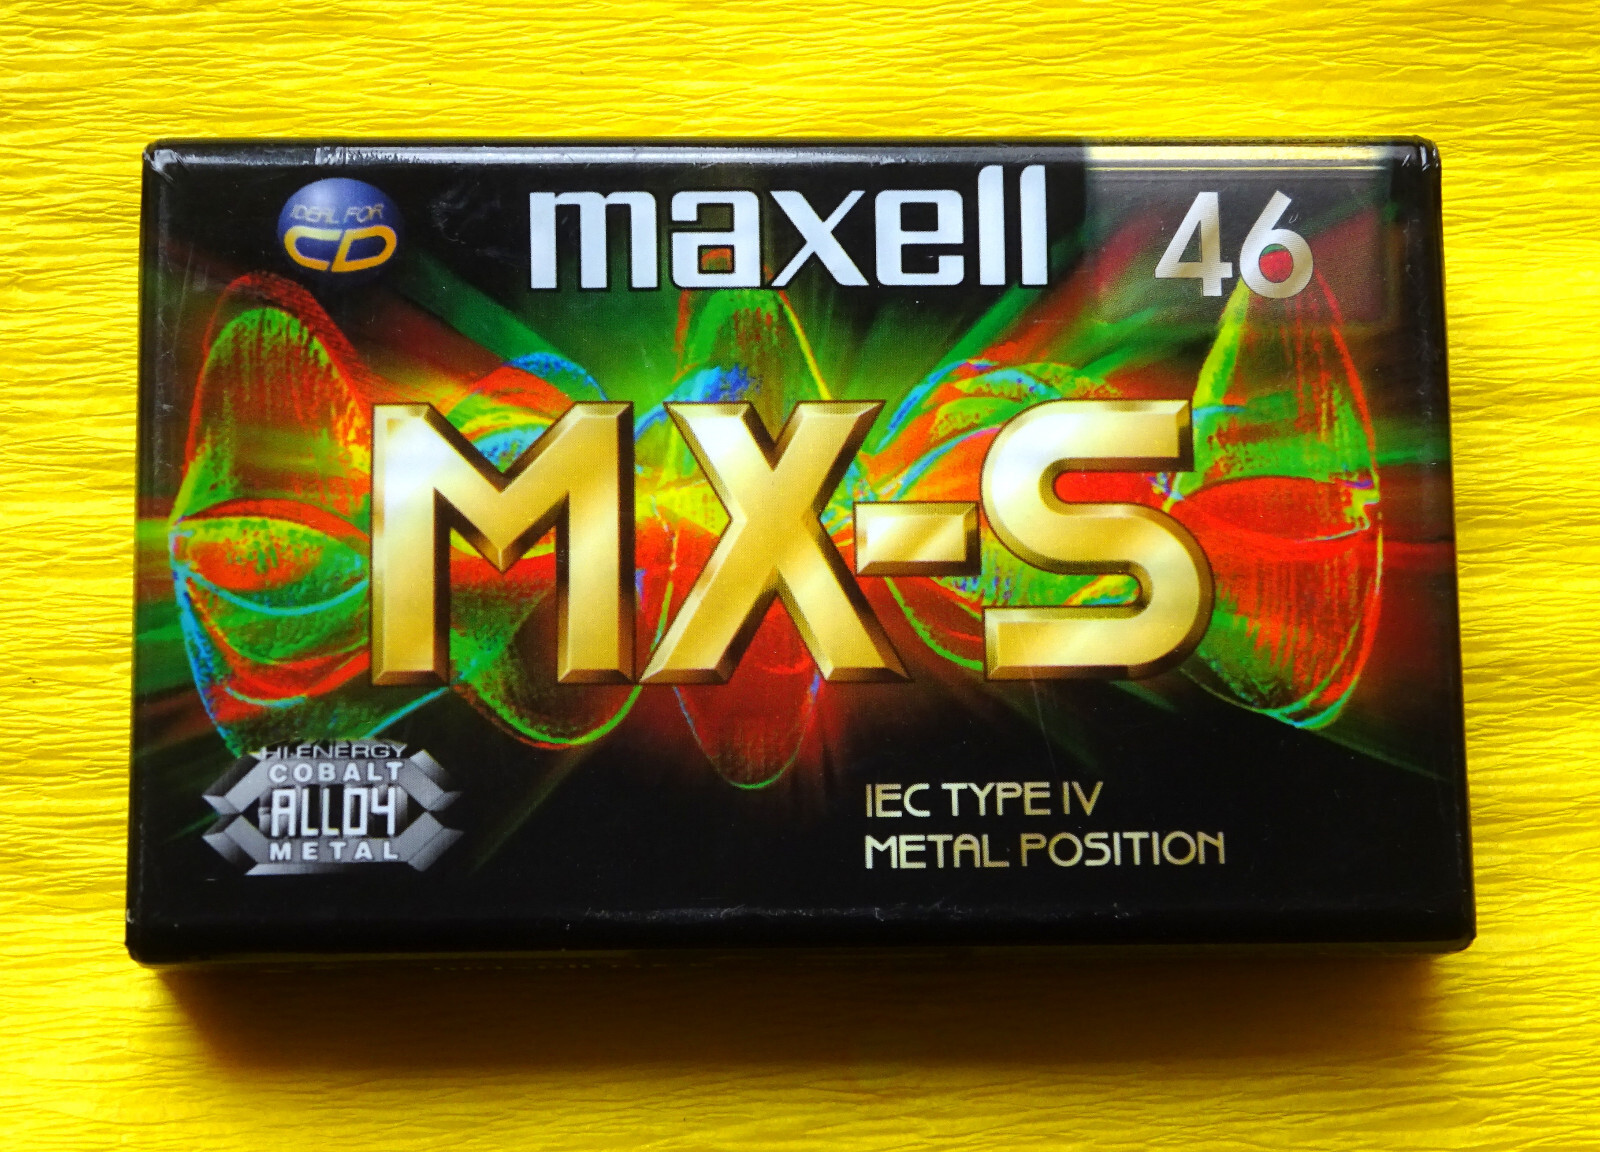 IDEAL FOR
CD
maxell
46
MX-S
HI-ENERGY
COBALT
ALLOY
METAL
IEC TYPE IV
METAL POSITION